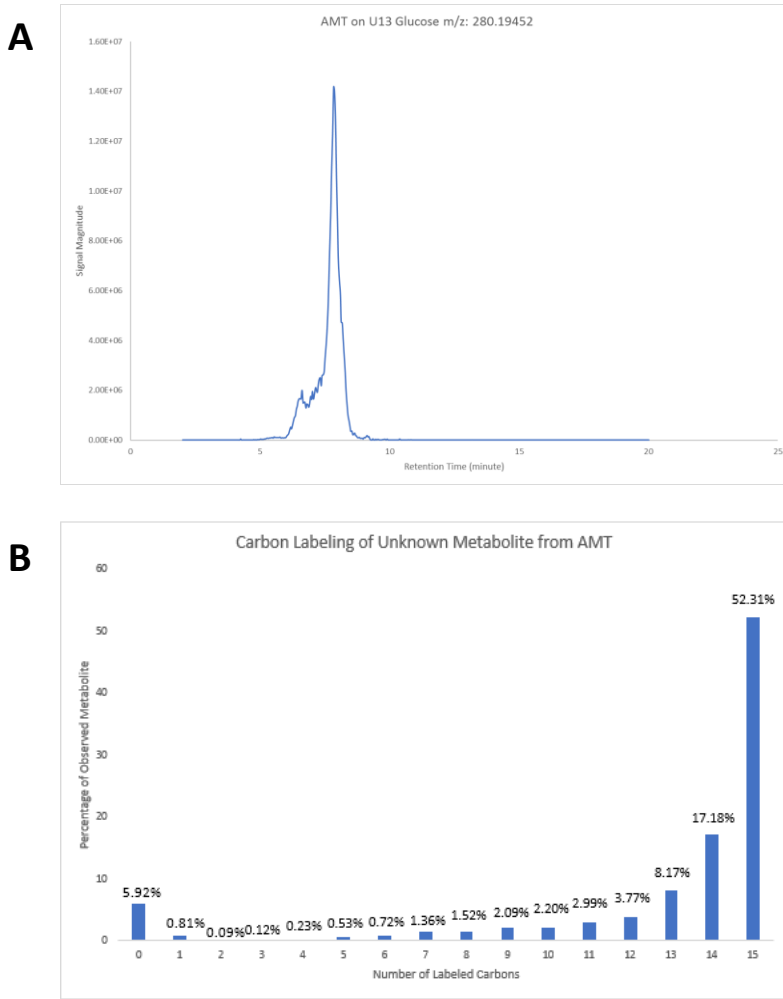 A
AMT on U13 Glucose m/z: 280.19452
1.60E+07
1.40E+07
1.20E+07
1.00E+07
8.00E+06
6.00E+06
4.00E+06
2.00E+06
0.00E+00
Signal Magnitude
0 5 10 15 20 25
Retention Time (minute)
B
Carbon Labeling of Unknown Metabolite from AMT
60
50
40
30
20
10
0
Percentage of Observed Metabolite
5.92% 0.81% 0.09% 0.12% 0.23% 0.53% 0.72% 1.36% 1.52% 2.09% 2.20% 2.99% 3.77% 8.17% 17.18% 52.31%
0 1 2 3 4 5 6 7 8 9 10 11 12 13 14 15
Number of Labeled Carbons